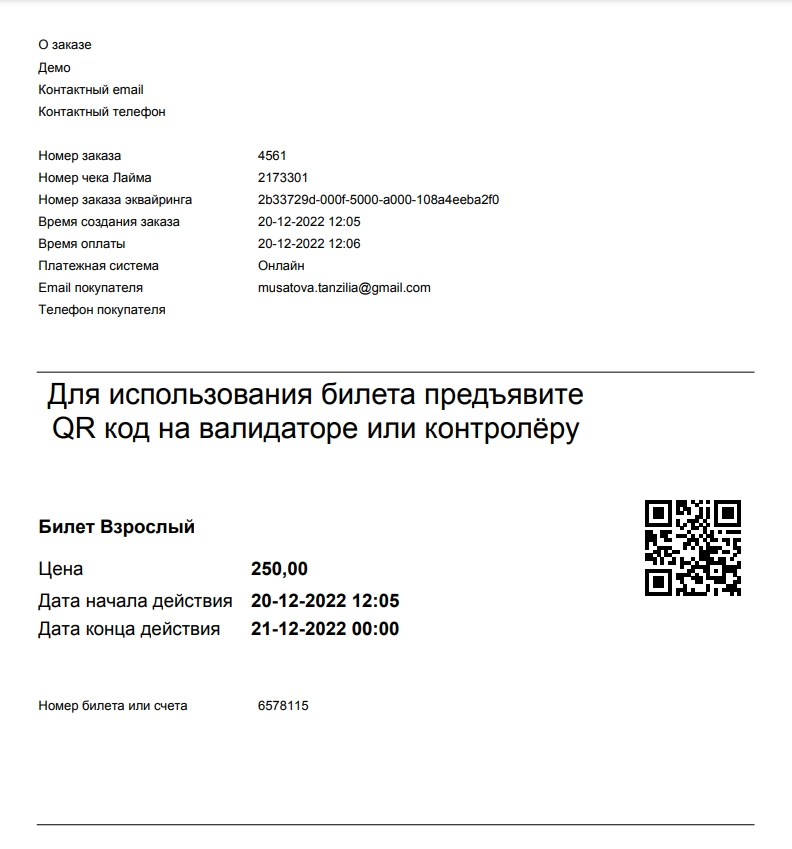 О заказе
Демо
Контактный email
Контактный телефон
Номер заказа 4561
Номер чека Лайма 2173301
Номер заказа эквайринга 2b33729d-000f-5000-a000-108a4eeba2f0
Время создания заказа 20-12-2022 12:05
Время оплаты 20-12-2022 12:06
Платежная система Онлайн
Email покупателя musatova.tanzilia@gmail.com
Телефон покупателя
Для использования билета предъявите
QR код на валидаторе или контролёру
Билет Взрослый
Цена 250,00
Дата начала действия 20-12-2022 12:05
Дата конца действия 21-12-2022 00:00
Номер билета или счета 6578115